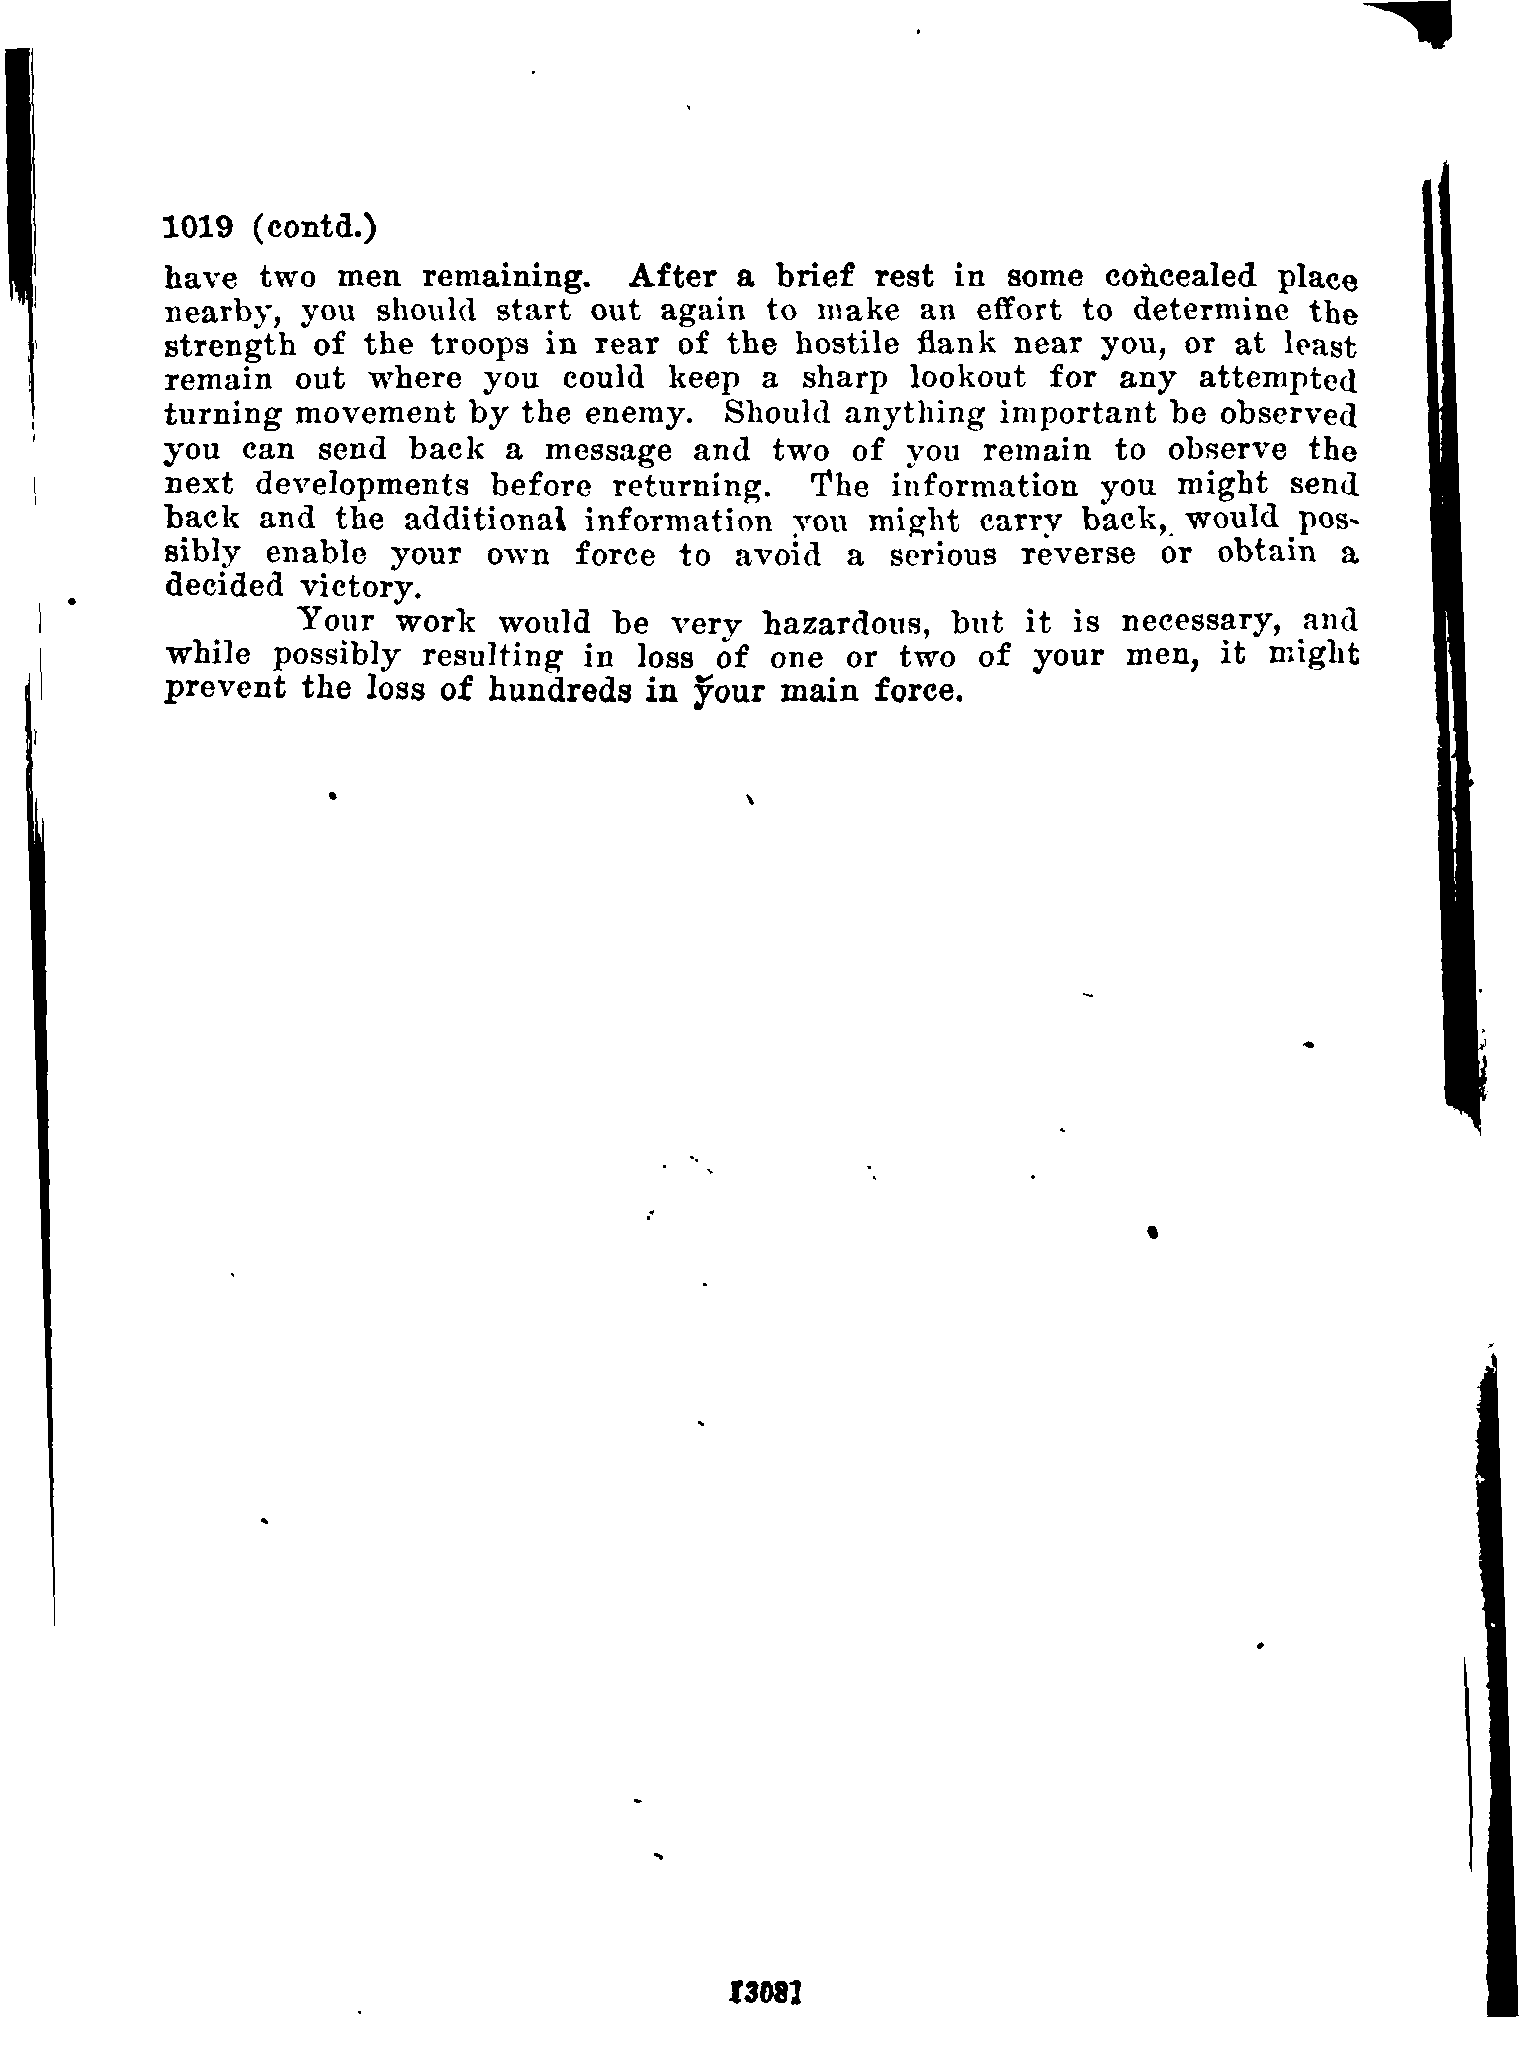 1019 (contd.)
have two men remaining. After a brief rest in some concealed place
nearby, you should start out again to make an effort to determine the
strength of the troops in rear of the hostile flank near you, or at least
remain out where you could keep a sharp lookout for any attempted
turning movement by the enemy. Should anything important be observed
you can send back a message and two of you remain to observe the
next developments before returning. The information you might send
back and the additional information you might carry back, would pos-
sibly enable your own force to avoid a serious reverse or obtain a
decided victory.
Your work would be very hazardous, but it is necessary, and
while possibly resulting in loss of one or two of your men, it might
prevent the loss of hundreds in your main force.
[308]